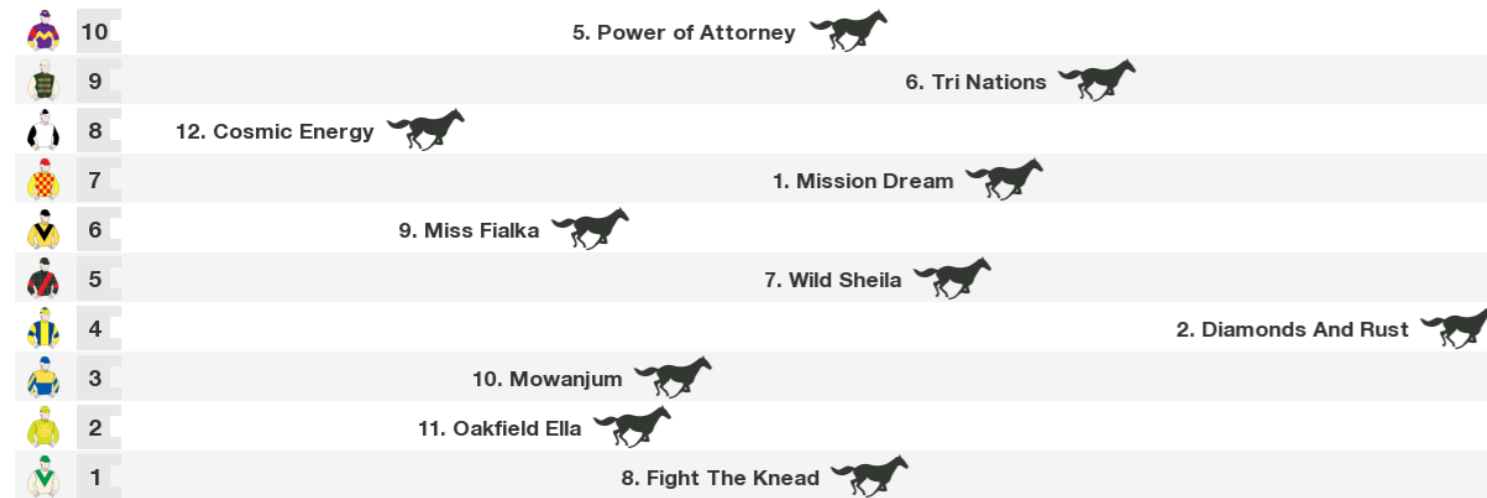 10 5. Power of Attorney
9 6. Tri Nations
8 12. Cosmic Energy
7 1. Mission Dream
6 9. Miss Fialka
5 7. Wild Sheila
4 2. Diamonds And Rust
3 10. Mowanjum
2 11. Oakfield Ella
1 8. Fight The Knead